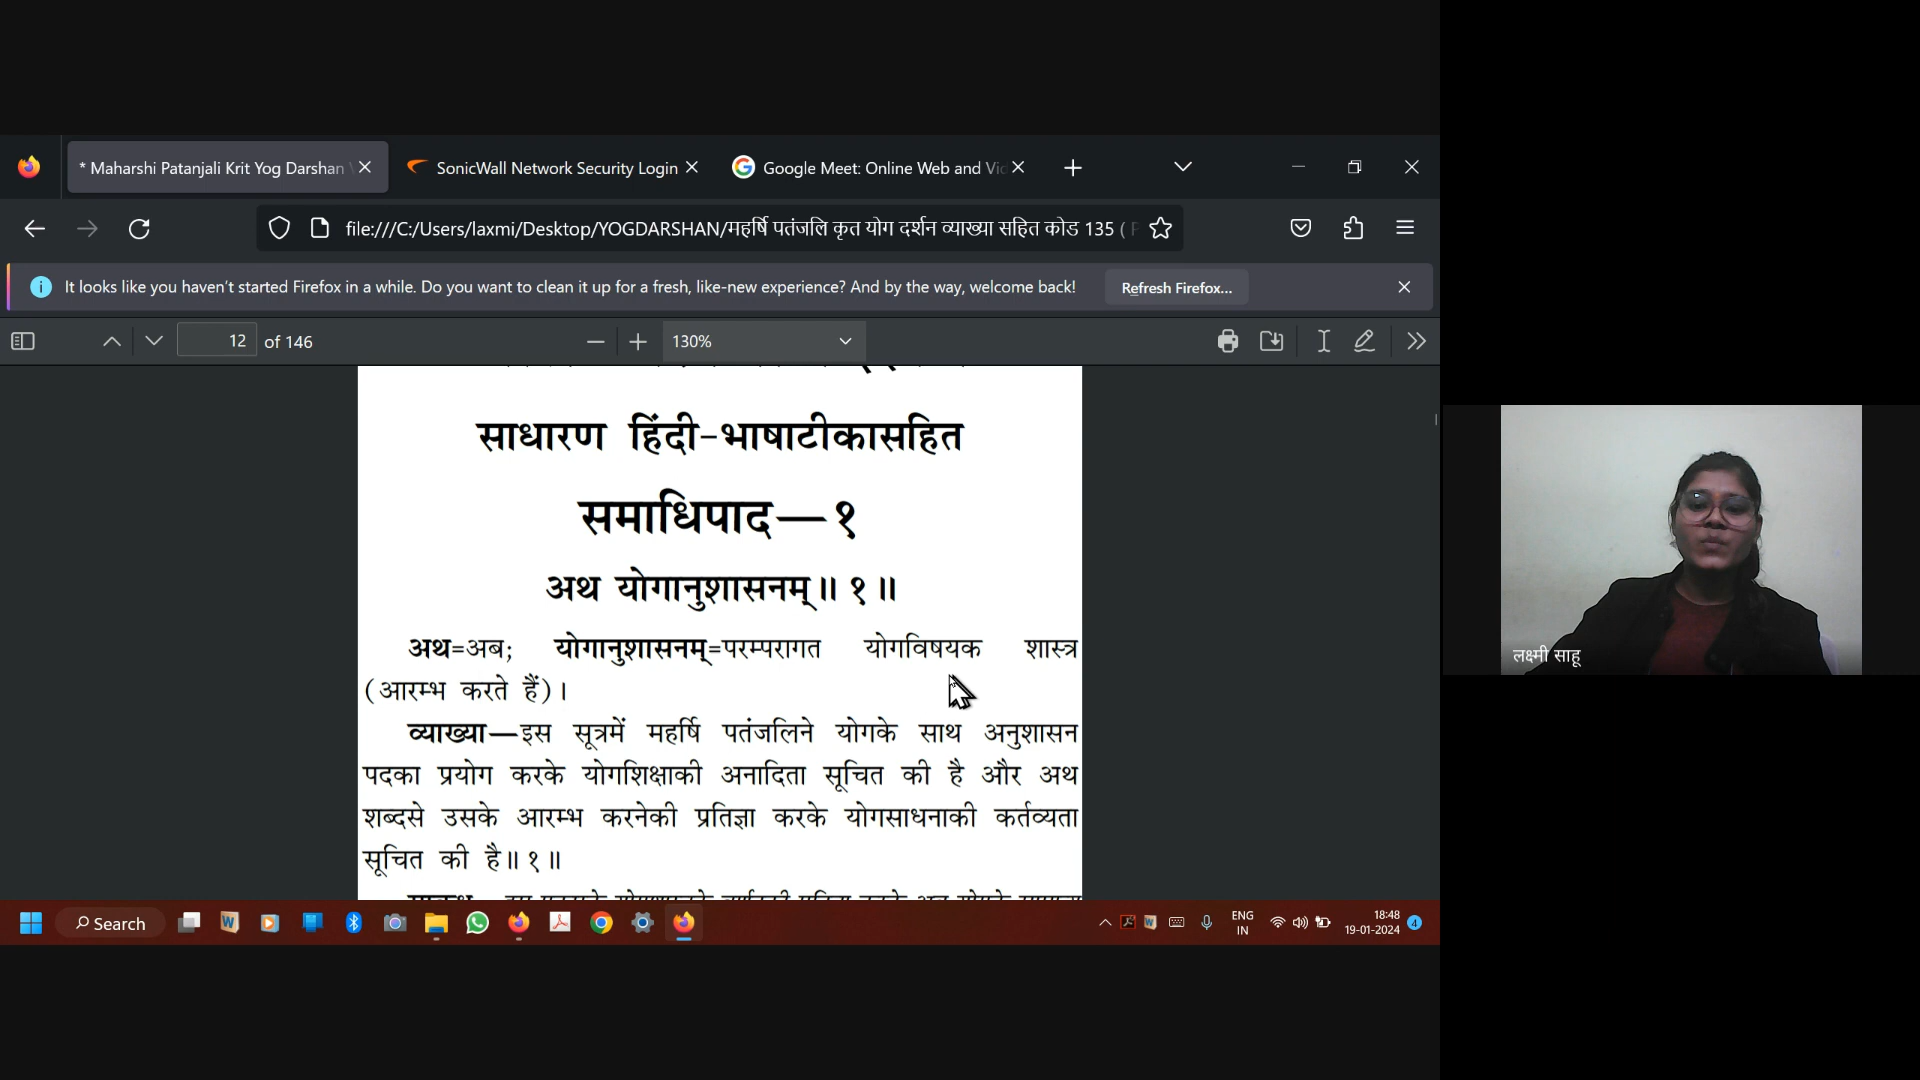 * Maharshi Patanjali Krit Yog Darshan
SonicWall Network Security Login
Google Meet: Online Web and Vid
file:///C:/Users/laxmi/Desktop/YOGDARSHAN/महर्षि पतंजलि कृत योग दर्शन व्याख्या सहित कोड 135 ( P
It looks like you haven't started Firefox in a while. Do you want to clean it up for a fresh, like-new experience? And by the way, welcome back!
Refresh Firefox...
12 of 146
130%
साधारण हिंदी-भाषाटीकासहित
समाधिपाद—१
अथ योगानुशासनम्॥ १॥
अथ=अब; योगानुशासनम्=परम्परागत योगविषयक शास्त्र
(आरम्भ करते हैं)।
व्याख्या—इस सूत्रमें महर्षि पतंजलिने योगके साथ अनुशासन
पदका प्रयोग करके योगशिक्षाकी अनादिता सूचित की है और अथ
शब्दसे उसके आरम्भ करनेकी प्रतिज्ञा करके योगसाधनाकी कर्तव्यता
सूचित की है॥ १॥
लक्ष्मी साहू
Search
ENG
IN
18:48
19-01-2024
4